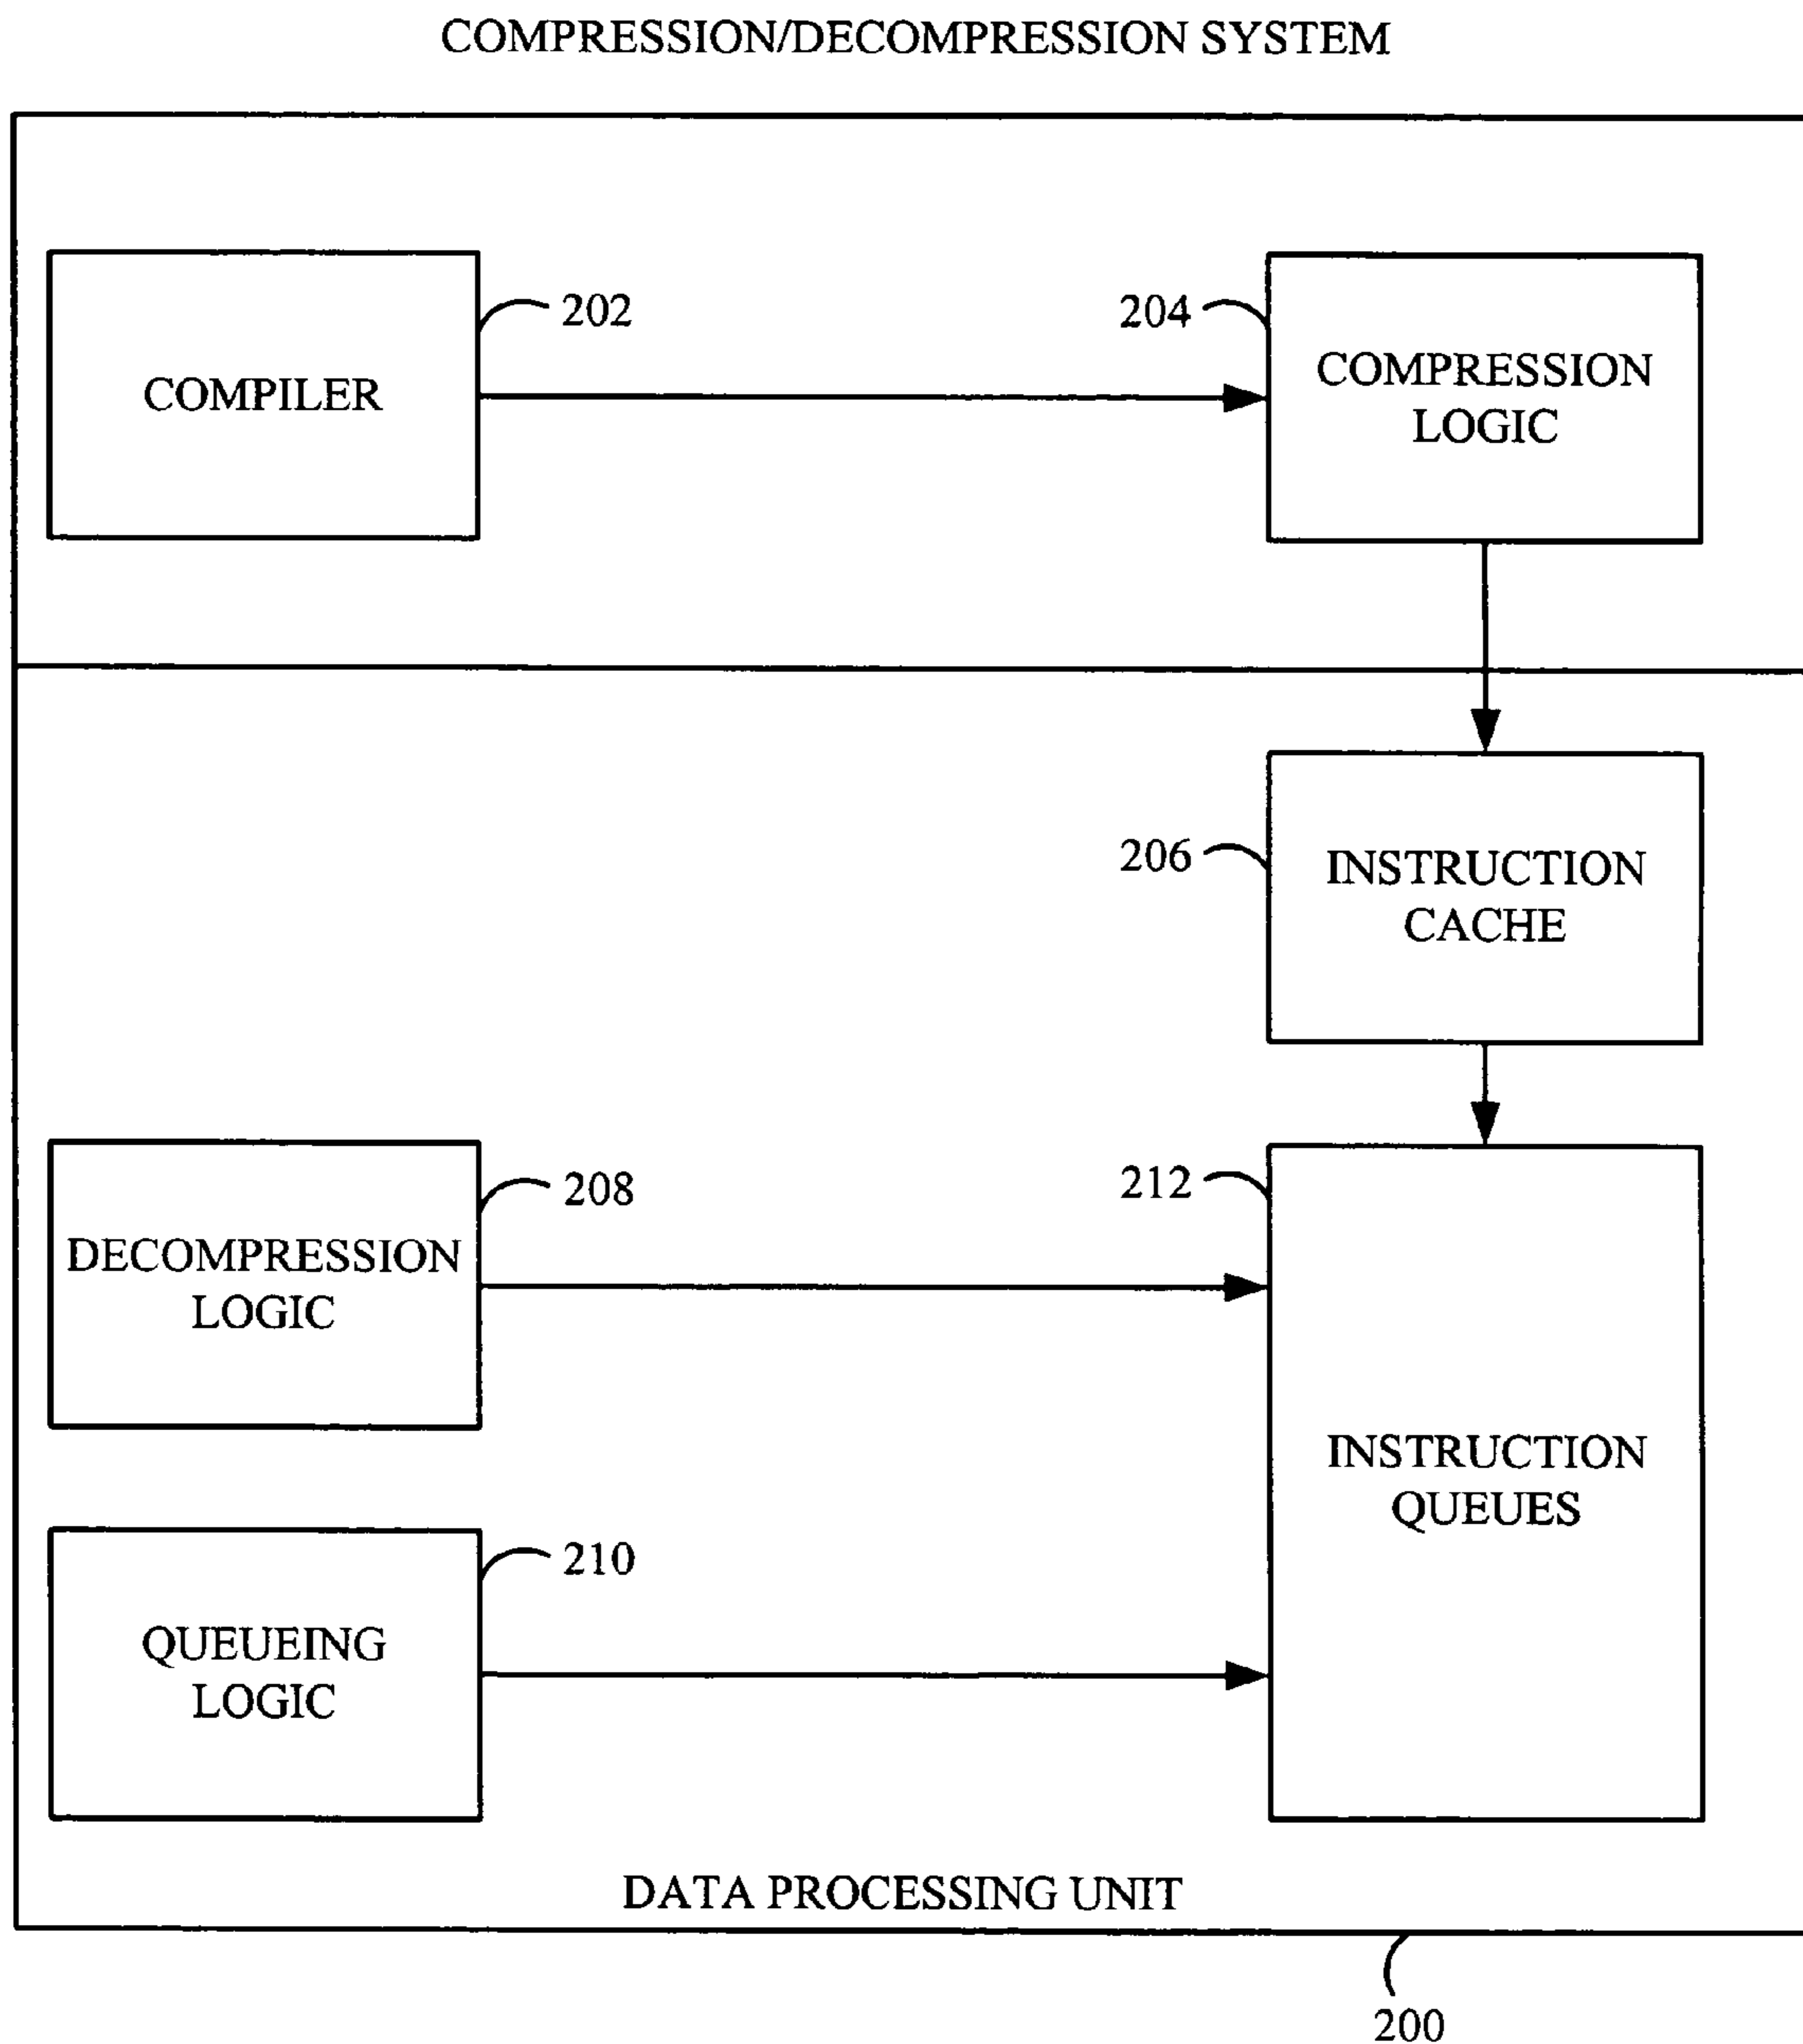 COMPRESSION/DECOMPRESSION SYSTEM
202
204
COMPILER
COMPRESSION
LOGIC
206
INSTRUCTION
CACHE
208
212
DECOMPRESSION
LOGIC
INSTRUCTION
QUEUES
210
QUEUEING
LOGIC
DATA PROCESSING UNIT
200